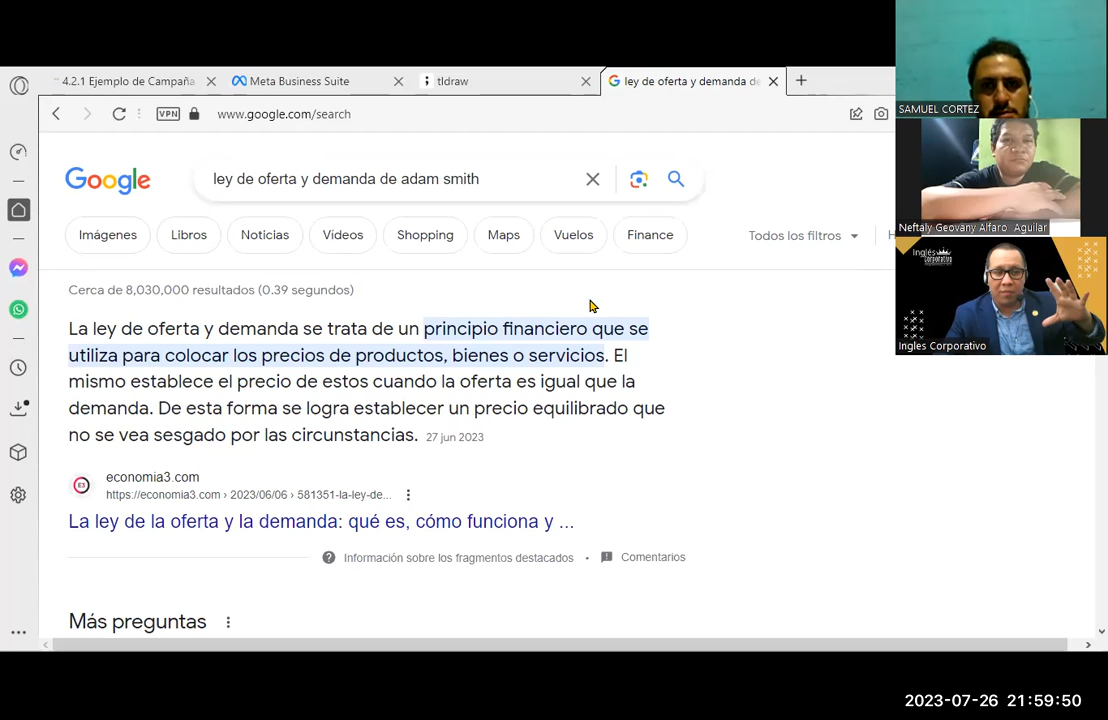 4.2.1 Ejemplo de Campaña
Meta Business Suite
tldraw
ley de oferta y demanda de
VPN
www.google.com/search
Google
ley de oferta y demanda de adam smith
Imágenes
Libros
Noticias
Videos
Shopping
Maps
Vuelos
Finance
Todos los filtros
Cerca de 8,030,000 resultados (0.39 segundos)
La ley de oferta y demanda se trata de un principio financiero que se
utiliza para colocar los precios de productos, bienes o servicios. El
mismo establece el precio de estos cuando la oferta es igual que la
demanda. De esta forma se logra establecer un precio equilibrado que
no se vea sesgado por las circunstancias. 27 jun 2023
E3
economia3.com
https://economia3.com › 2023/06/06 › 581351-la-ley-de...
La ley de la oferta y la demanda: qué es, cómo funciona y ...
Información sobre los fragmentos destacados • Comentarios
Más preguntas
SAMUEL CORTEZ
Neftaly Geovany Alfaro Aguilar
Inglés
Corporativo
Ingles Corporativo
2023-07-26 21:59:50